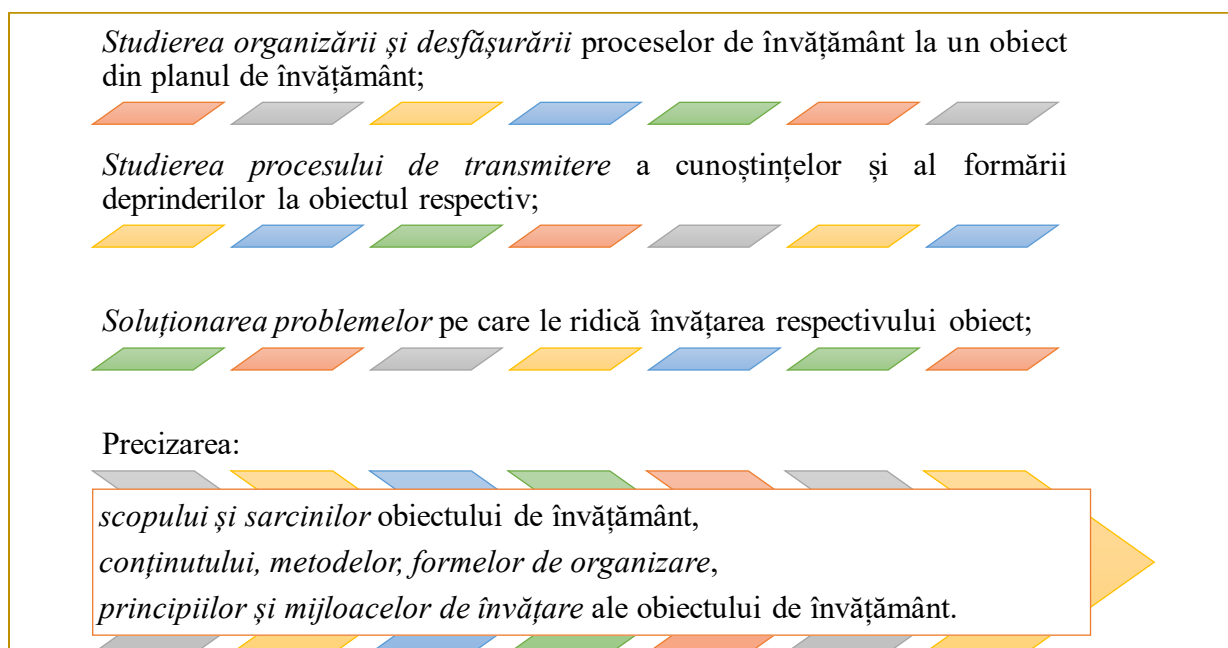 Studierea organizării și desfășurării proceselor de învățământ la un obiect
din planul de învățământ;
Studierea procesului de transmitere a cunoștințelor și al formării
deprinderilor la obiectul respectiv;
Soluționarea problemelor pe care le ridică învățarea respectivului obiect;
Precizarea:
scopului și sarcinilor obiectului de învățământ,
conținutului, metodelor, formelor de organizare,
principiilor și mijloacelor de învățare ale obiectului de învățământ.